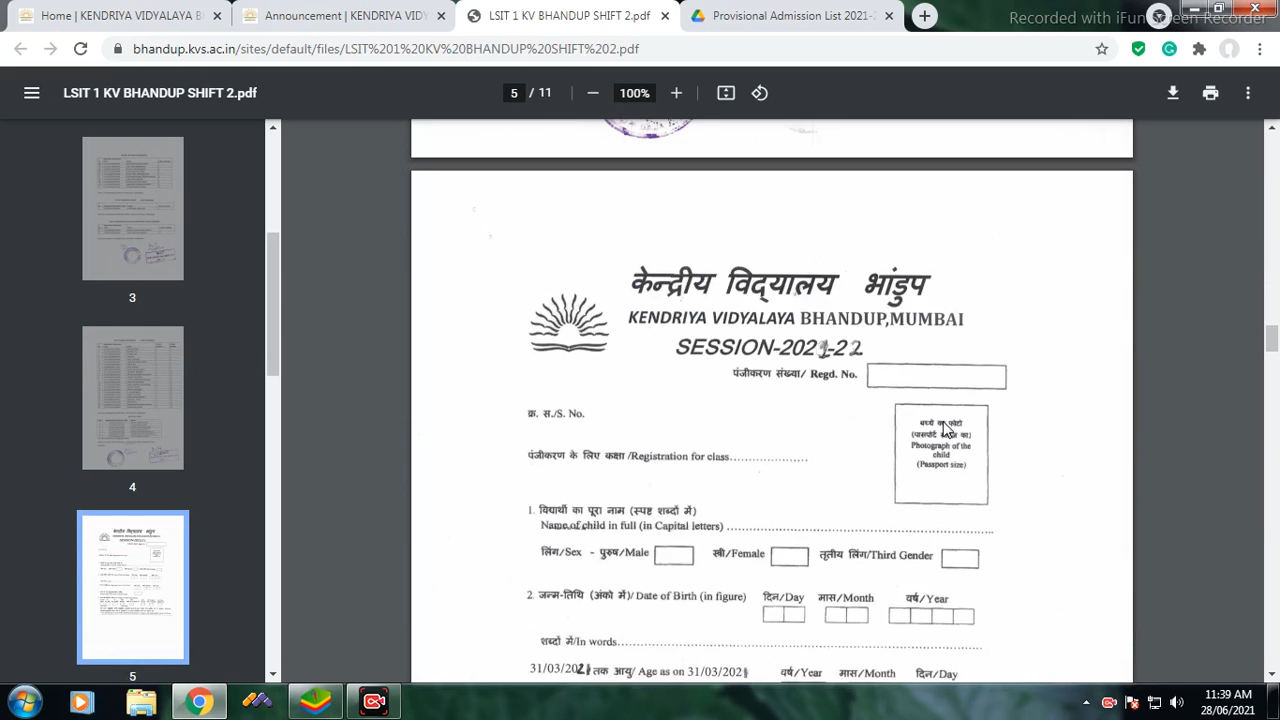 Home | KENDRIYA VIDYALAYA B
Announcement | KENDRIYA VIDY
LSIT 1 KV BHANDUP SHIFT 2.pdf
Provisional Admission List 2021-2
Recorded with iFun Screen Recorder
bhandup.kvs.ac.in/sites/default/files/LSIT%201%20KV%20BHANDUP%20SHIFT%202.pdf
LSIT 1 KV BHANDUP SHIFT 2.pdf
5 / 11
100%
3
4
5
केन्द्रीय विद्यालय भांडुप
KENDRIYA VIDYALAYA BHANDUP,MUMBAI
SESSION-2021-22
पंजीकरण संख्या/ Regd. No.
क्र. स./S. No.
बच्चे का फोटो
(पासपोर्ट का)
Photograph of the
child
(Passport size)
पंजीकरण के लिए कक्षा /Registration for class..................
1. विद्यार्थी का पूरा नाम (स्पष्ट शब्दों में)
Name of child in full (in Capital letters) ..................
लिंग/Sex - पुरुष/Male स्त्री/Female तृतीय लिंग/Third Gender
2. जन्म-तिथि (अंको में)/ Date of Birth (in figure) दिन/Day मास/Month वर्ष/Year
शब्दों में/In words..................
31/03/2021 तक आयु/ Age as on 31/03/2021 वर्ष/Year मास/Month दिन/Day
11:39 AM
28/06/2021